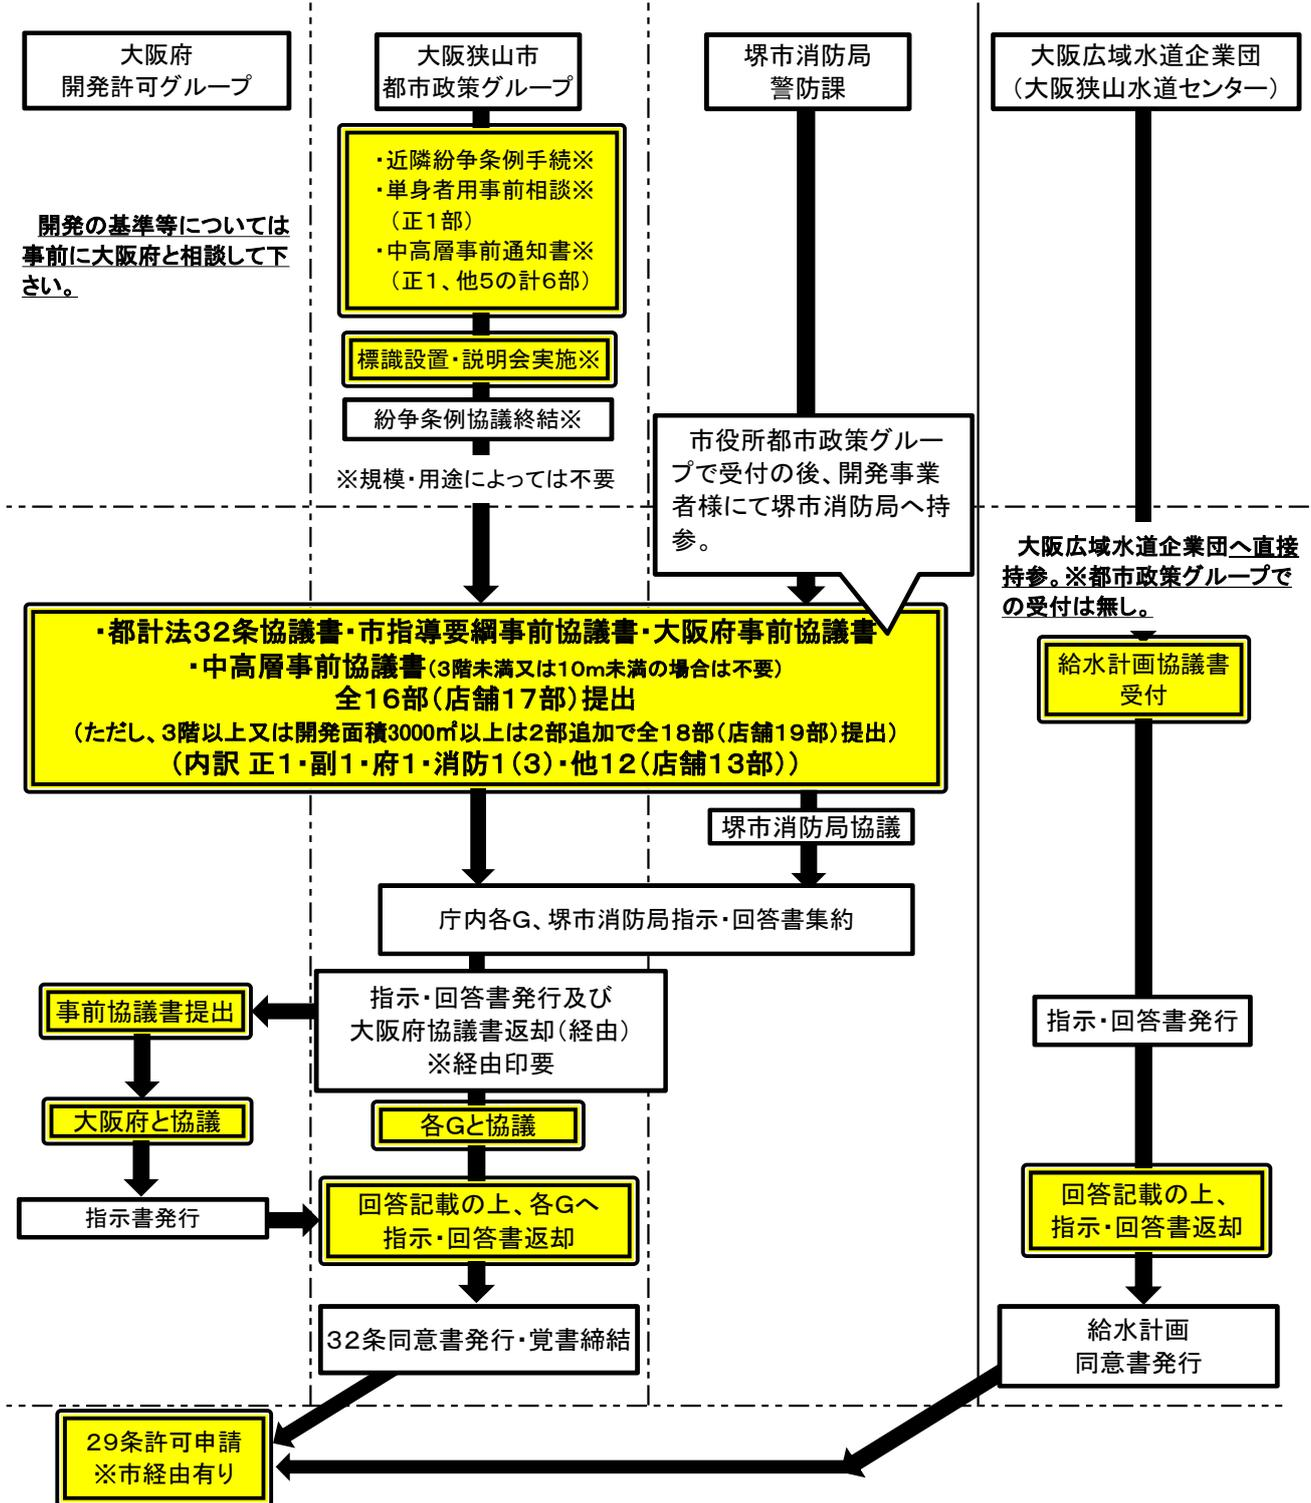 大阪府
開発許可グループ
大阪狭山市
都市政策グループ
堺市消防局
警防課
大阪広域水道企業団
（大阪狭山水道センター）
・近隣紛争条例手続※
・単身者用事前相談※
（正１部）
・中高層事前通知書※
（正１、他５の計６部）
開発の基準等については
事前に大阪府と相談して下
さい。
標識設置・説明会実施※
紛争条例協議終結※
※規模・用途によっては不要
市役所都市政策グルー
プで受付の後、開発事業
者様にて堺市消防局へ持
参。
大阪広域水道企業団へ直接
持参。※都市政策グループで
の受付は無し。
・都計法３２条協議書・市指導要綱事前協議書・大阪府事前協議書
・中高層事前協議書（３階未満又は１０ｍ未満の場合は不要）
全１６部（店舗１７部）提出
（ただし、３階以上又は開発面積3000㎡以上は２部追加で全１８部（店舗１９部）提出）
（内訳 正１・副１・府１・消防１（３）・他１２（店舗１３部））
給水計画協議書
受付
堺市消防局協議
庁内各Ｇ、堺市消防局指示・回答書集約
指示・回答書発行及び
大阪府協議書返却（経由）
※経由印要
事前協議書提出
指示・回答書発行
大阪府と協議
各Ｇと協議
指示書発行
回答記載の上、各Ｇへ
指示・回答書返却
回答記載の上、
指示・回答書返却
３２条同意書発行・覚書締結
給水計画
同意書発行
２９条許可申請
※市経由有り